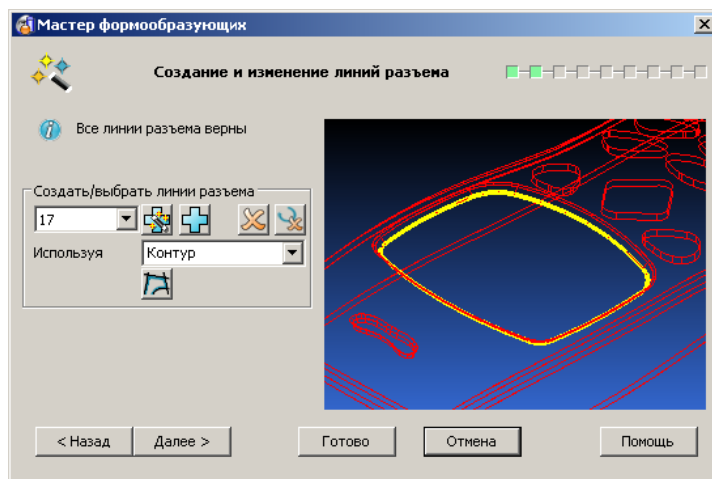 Мастер формообразующих
Создание и изменение линий разъема
Все линии разъема верны
Создать/выбрать линии разъема
17
Используя
Контур
< Назад
Далее >
Готово
Отмена
Помощь